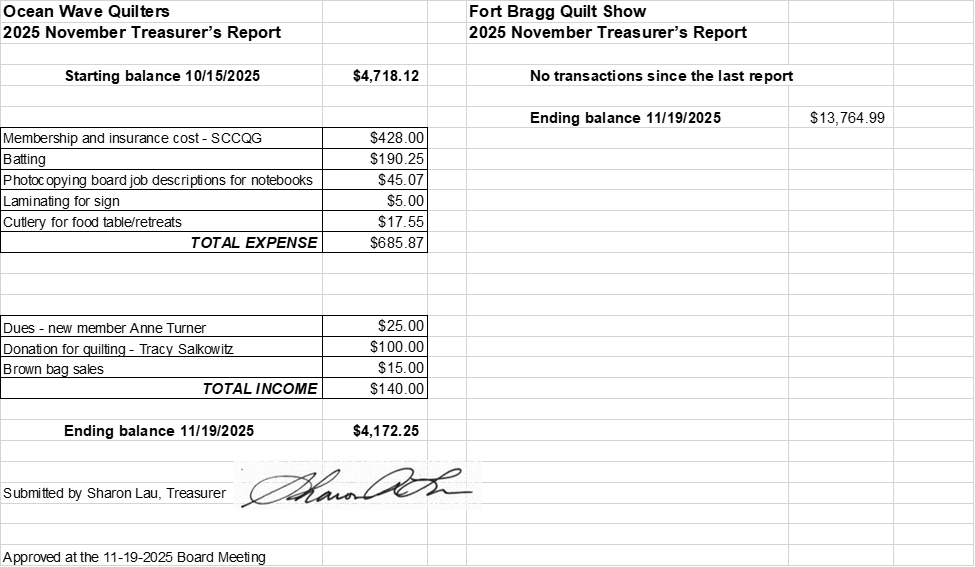 Ocean Wave Quilters
2025 November Treasurer’s Report
Starting balance 10/15/2025 $4,718.12
Membership and insurance cost - SCCQG $428.00
Batting $190.25
Photocopying board job descriptions for notebooks $45.07
Laminating for sign $5.00
Cutlery for food table/retreats $17.55
TOTAL EXPENSE $685.87
Dues - new member Anne Turner $25.00
Donation for quilting - Tracy Salkowitz $100.00
Brown bag sales $15.00
TOTAL INCOME $140.00
Ending balance 11/19/2025 $4,172.25
Submitted by Sharon Lau, Treasurer
Approved at the 11-19-2025 Board Meeting
Fort Bragg Quilt Show
2025 November Treasurer’s Report
No transactions since the last report
Ending balance 11/19/2025 $13,764.99